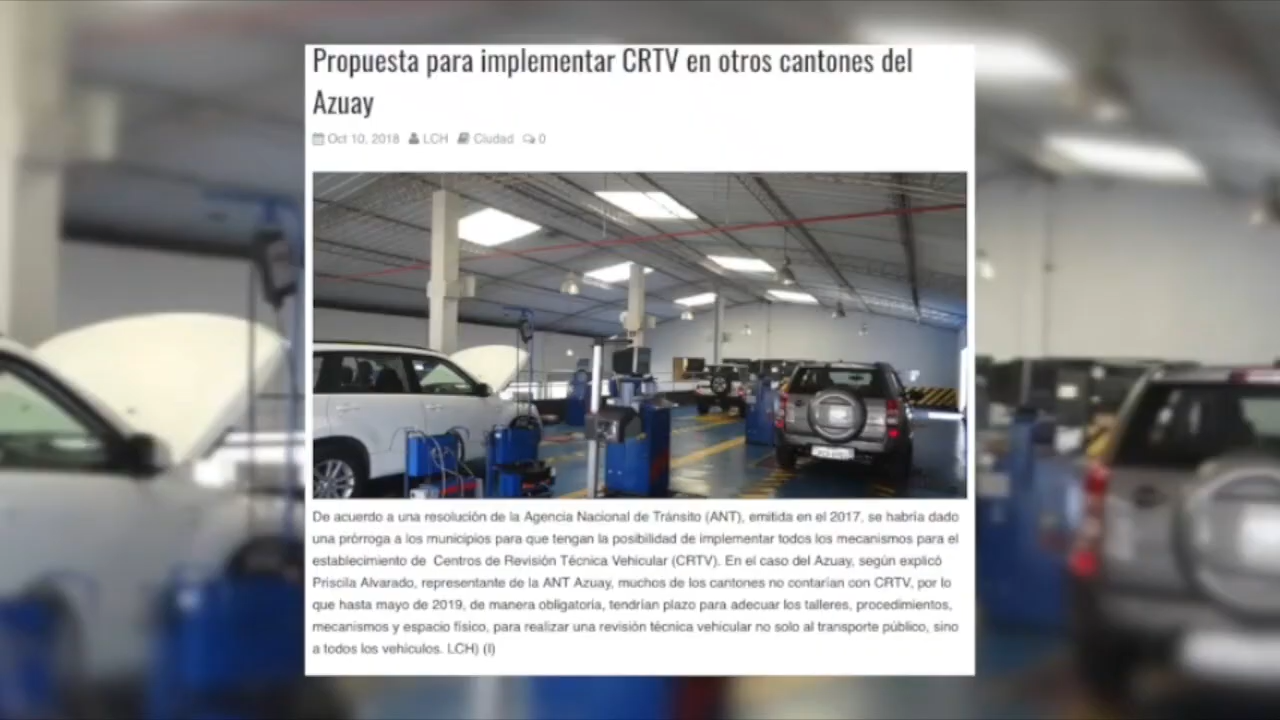 Propuesta para implementar CRTV en otros cantones del
Azuay
Oct 10, 2018 LCH Ciudad 0
De acuerdo a una resolución de la Agencia Nacional de Tránsito (ANT), emitida en el 2017, se habría dado
una prórroga a los municipios para que tengan la posibilidad de implementar todos los mecanismos para el
establecimiento de Centros de Revisión Técnica Vehicular (CRTV). En el caso del Azuay, según explicó
Priscila Alvarado, representante de la ANT Azuay, muchos de los cantones no contarían con CRTV, por lo
que hasta mayo de 2019, de manera obligatoria, tendrían plazo para adecuar los talleres, procedimientos,
mecanismos y espacio físico, para realizar una revisión técnica vehicular no solo al transporte público, sino
a todos los vehículos. LCH) (I)